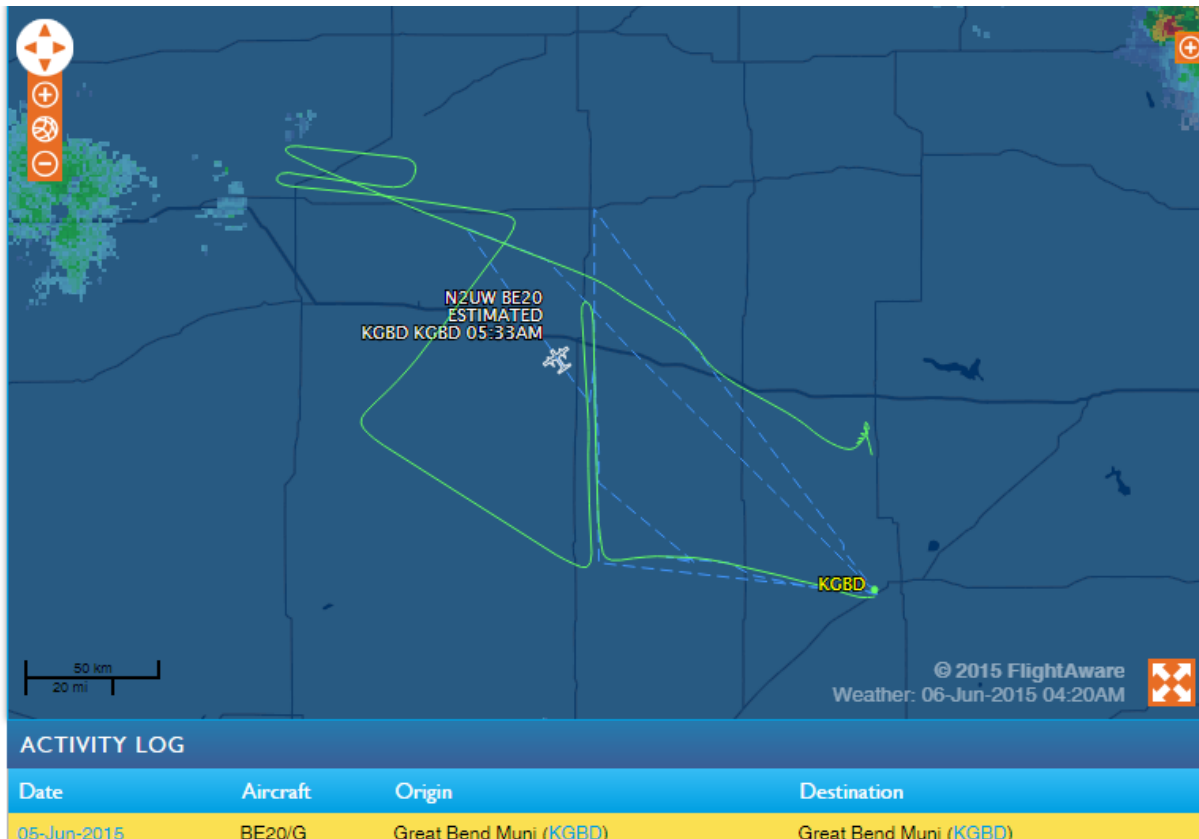 N2UW BE20
ESTIMATED
KGBD KGBD 05:33AM
KGBD
50 km
20 mi
© 2015 FlightAware
Weather: 06-Jun-2015 04:20AM
ACTIVITY LOG
Date Aircraft Origin Destination
05-Jun-2015 BE20/G Great Bend Muni (KGBD) Great Bend Muni (KGBD)